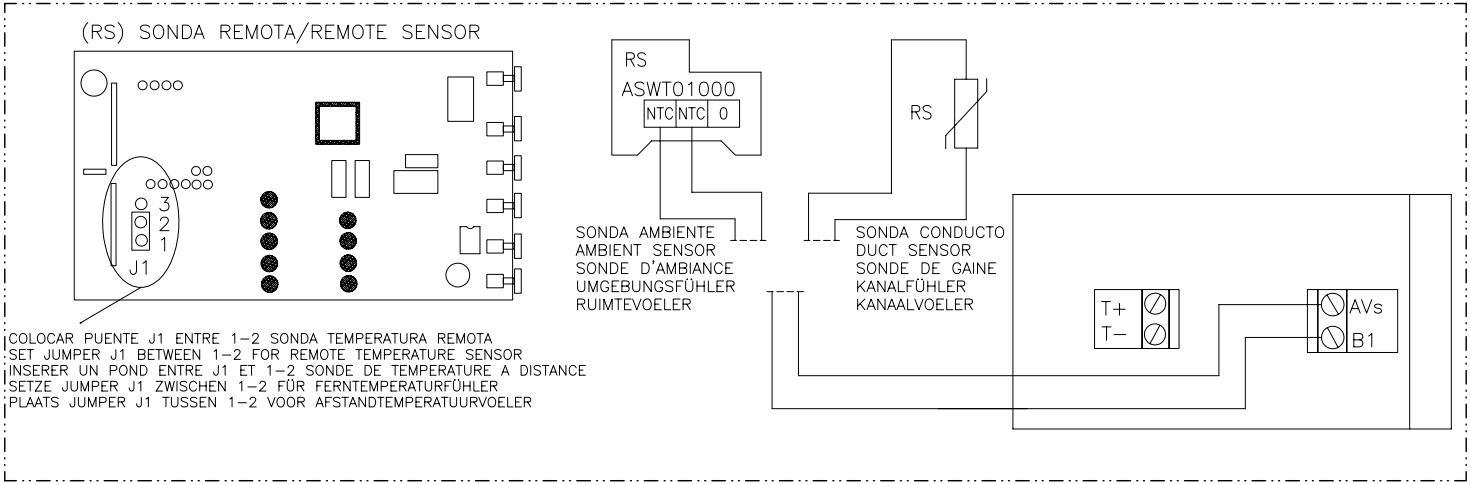 (RS) SONDA REMOTA/REMOTE SENSOR
3
2
1
J1
COLOCAR PUENTE J1 ENTRE 1-2 SONDA TEMPERATURA REMOTA
SET JUMPER J1 BETWEEN 1-2 FOR REMOTE TEMPERATURE SENSOR
INSERER UN POND ENTRE J1 ET 1-2 SONDE DE TEMPERATURE A DISTANCE
SETZE JUMPER J1 ZWISCHEN 1-2 FÜR FERNTEMPERATURFÜHLER
PLAATS JUMPER J1 TUSSEN 1-2 VOOR AFSTANDTEMPERATUURVOELER
RS
ASWT01000
NTC NTC 0
SONDA AMBIENTE
AMBIENT SENSOR
SONDE D'AMBIANCE
UMGEBUNGSFÜHLER
RUIMTEVOELER
RS
SONDA CONDUCTO
DUCT SENSOR
SONDE DE GAINE
KANALFÜHLER
KANAALVOELER
T+
T-
AVs
B1